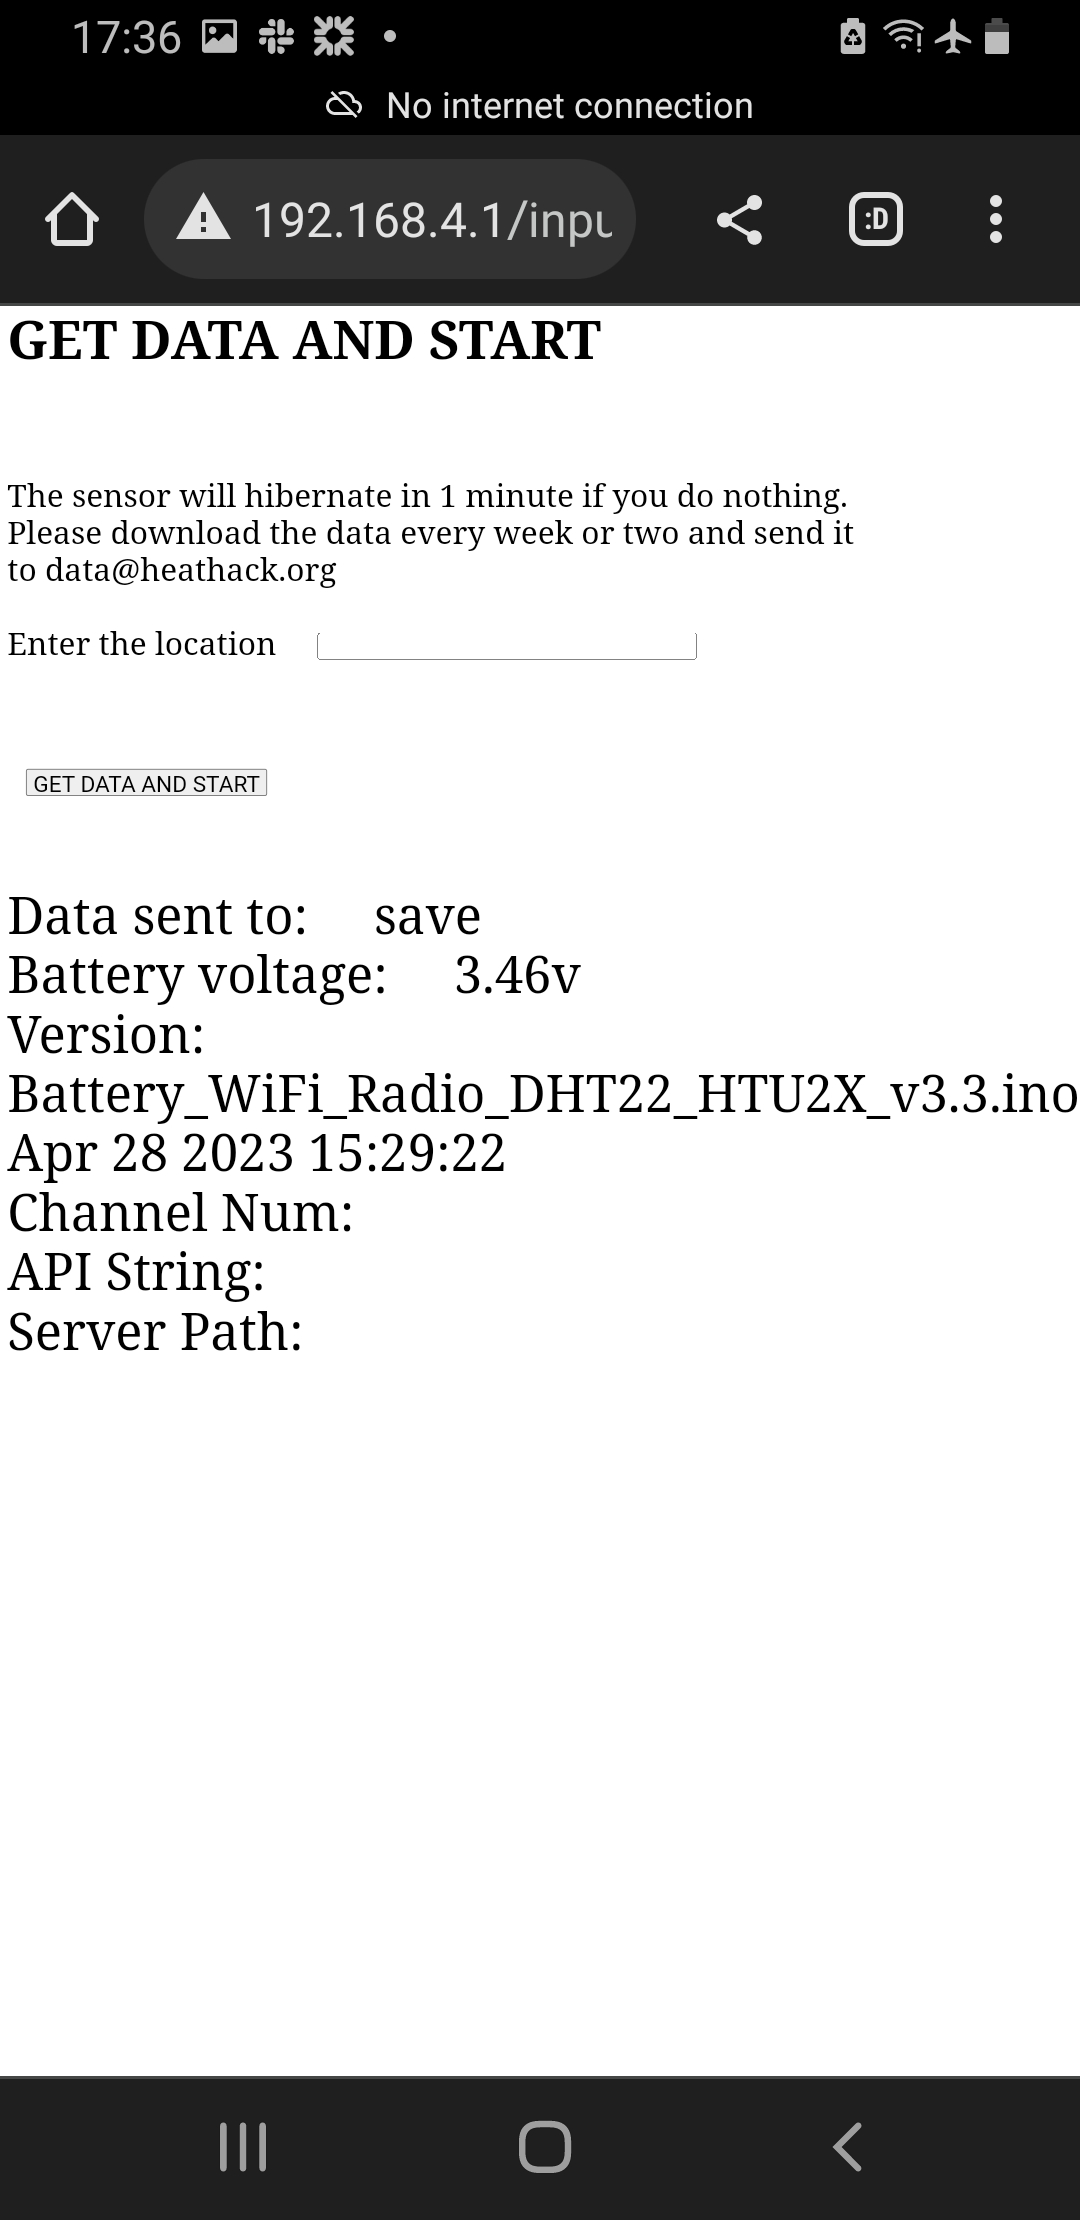 17:36
No internet connection
192.168.4.1/inpu
:D
GET DATA AND START
The sensor will hibernate in 1 minute if you do nothing.
Please download the data every week or two and send it
to data@heathack.org
Enter the location
GET DATA AND START
Data sent to: save
Battery voltage: 3.46v
Version:
Battery_WiFi_Radio_DHT22_HTU2X_v3.3.ino
Apr 28 2023 15:29:22
Channel Num:
API String:
Server Path: